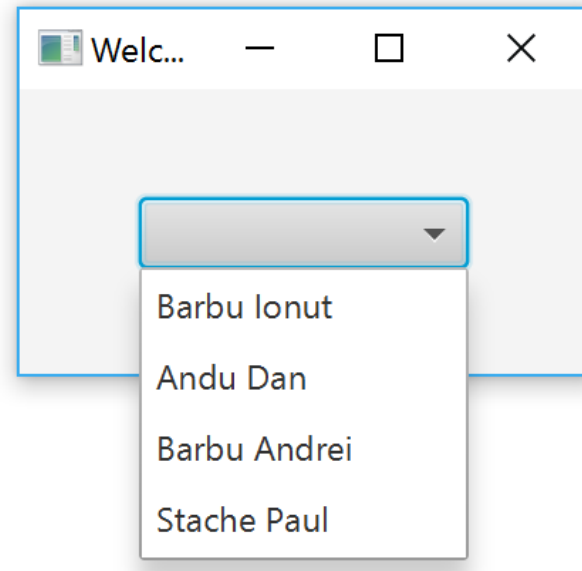 Welc...
Barbu Ionut
Andu Dan
Barbu Andrei
Stache Paul